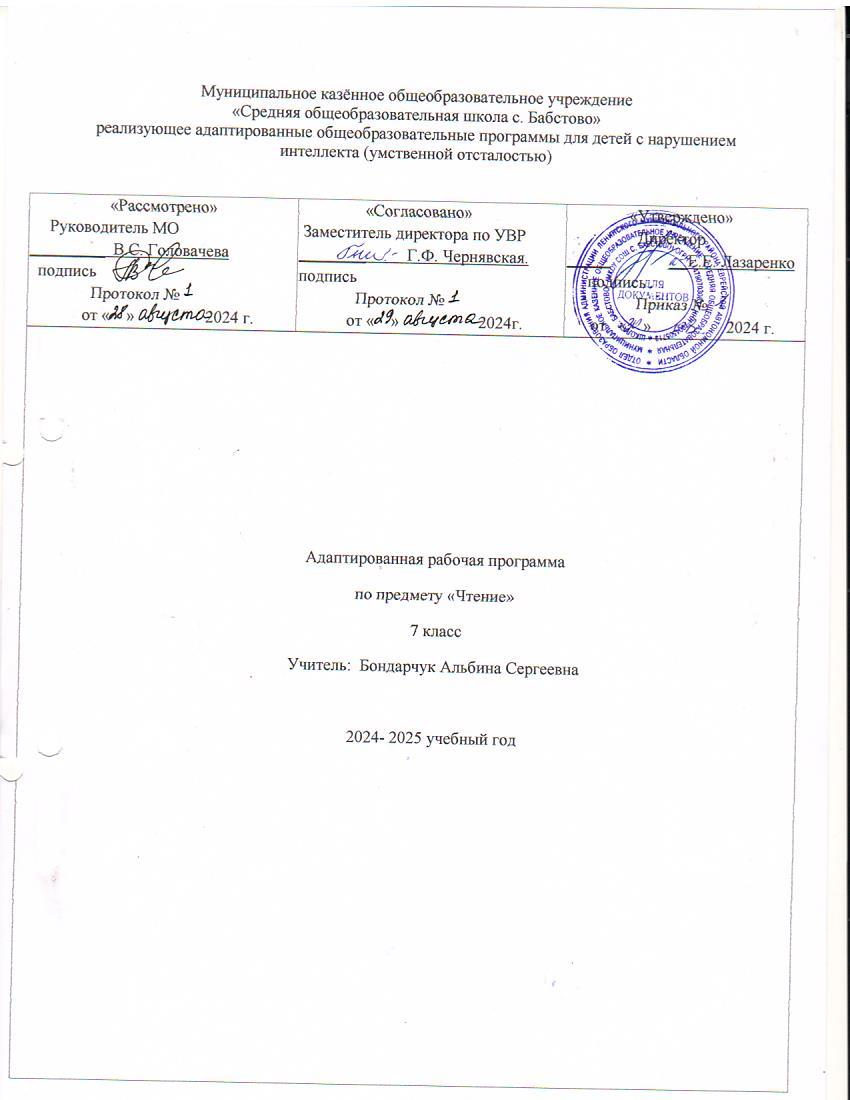 Муниципальное казённое общеобразовательное учреждение
«Средняя общеобразовательная школа с. Бабстово»
реализующее адаптированные общеобразовательные программы для детей с нарушением
интеллекта (умственной отсталостью)
«Рассмотрено»
Руководитель МО
В.С. Головачева
подпись
Протокол № 1
от «28» августа 2024 г.
«Согласовано»
Заместитель директора по УВР
Г.Ф. Чернявская.
подпись
Протокол № 1
от «29» августа 2024г.
«Утверждено»
Директор
Е.Е. Лазаренко
подпись
Приказ №
от « » 2024 г.
ДЛЯ
ДОКУМЕНТОВ
Адаптированная рабочая программа
по предмету «Чтение»
7 класс
Учитель: Бондарчук Альбина Сергеевна
2024- 2025 учебный год